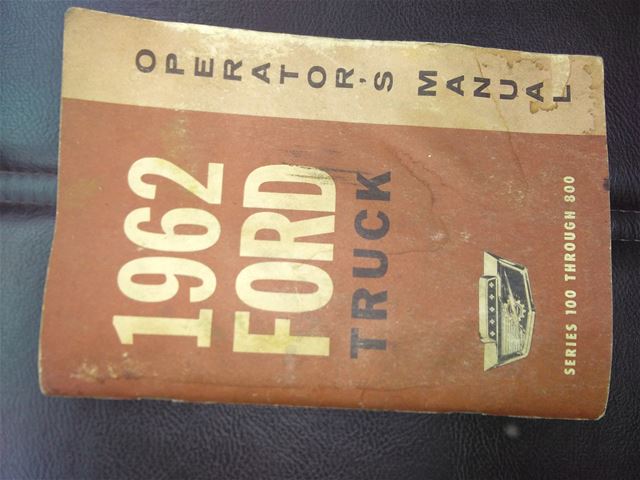 OPERATOR'S MANUAL
1962
FORD
TRUCK
SERIES 100 THROUGH 800